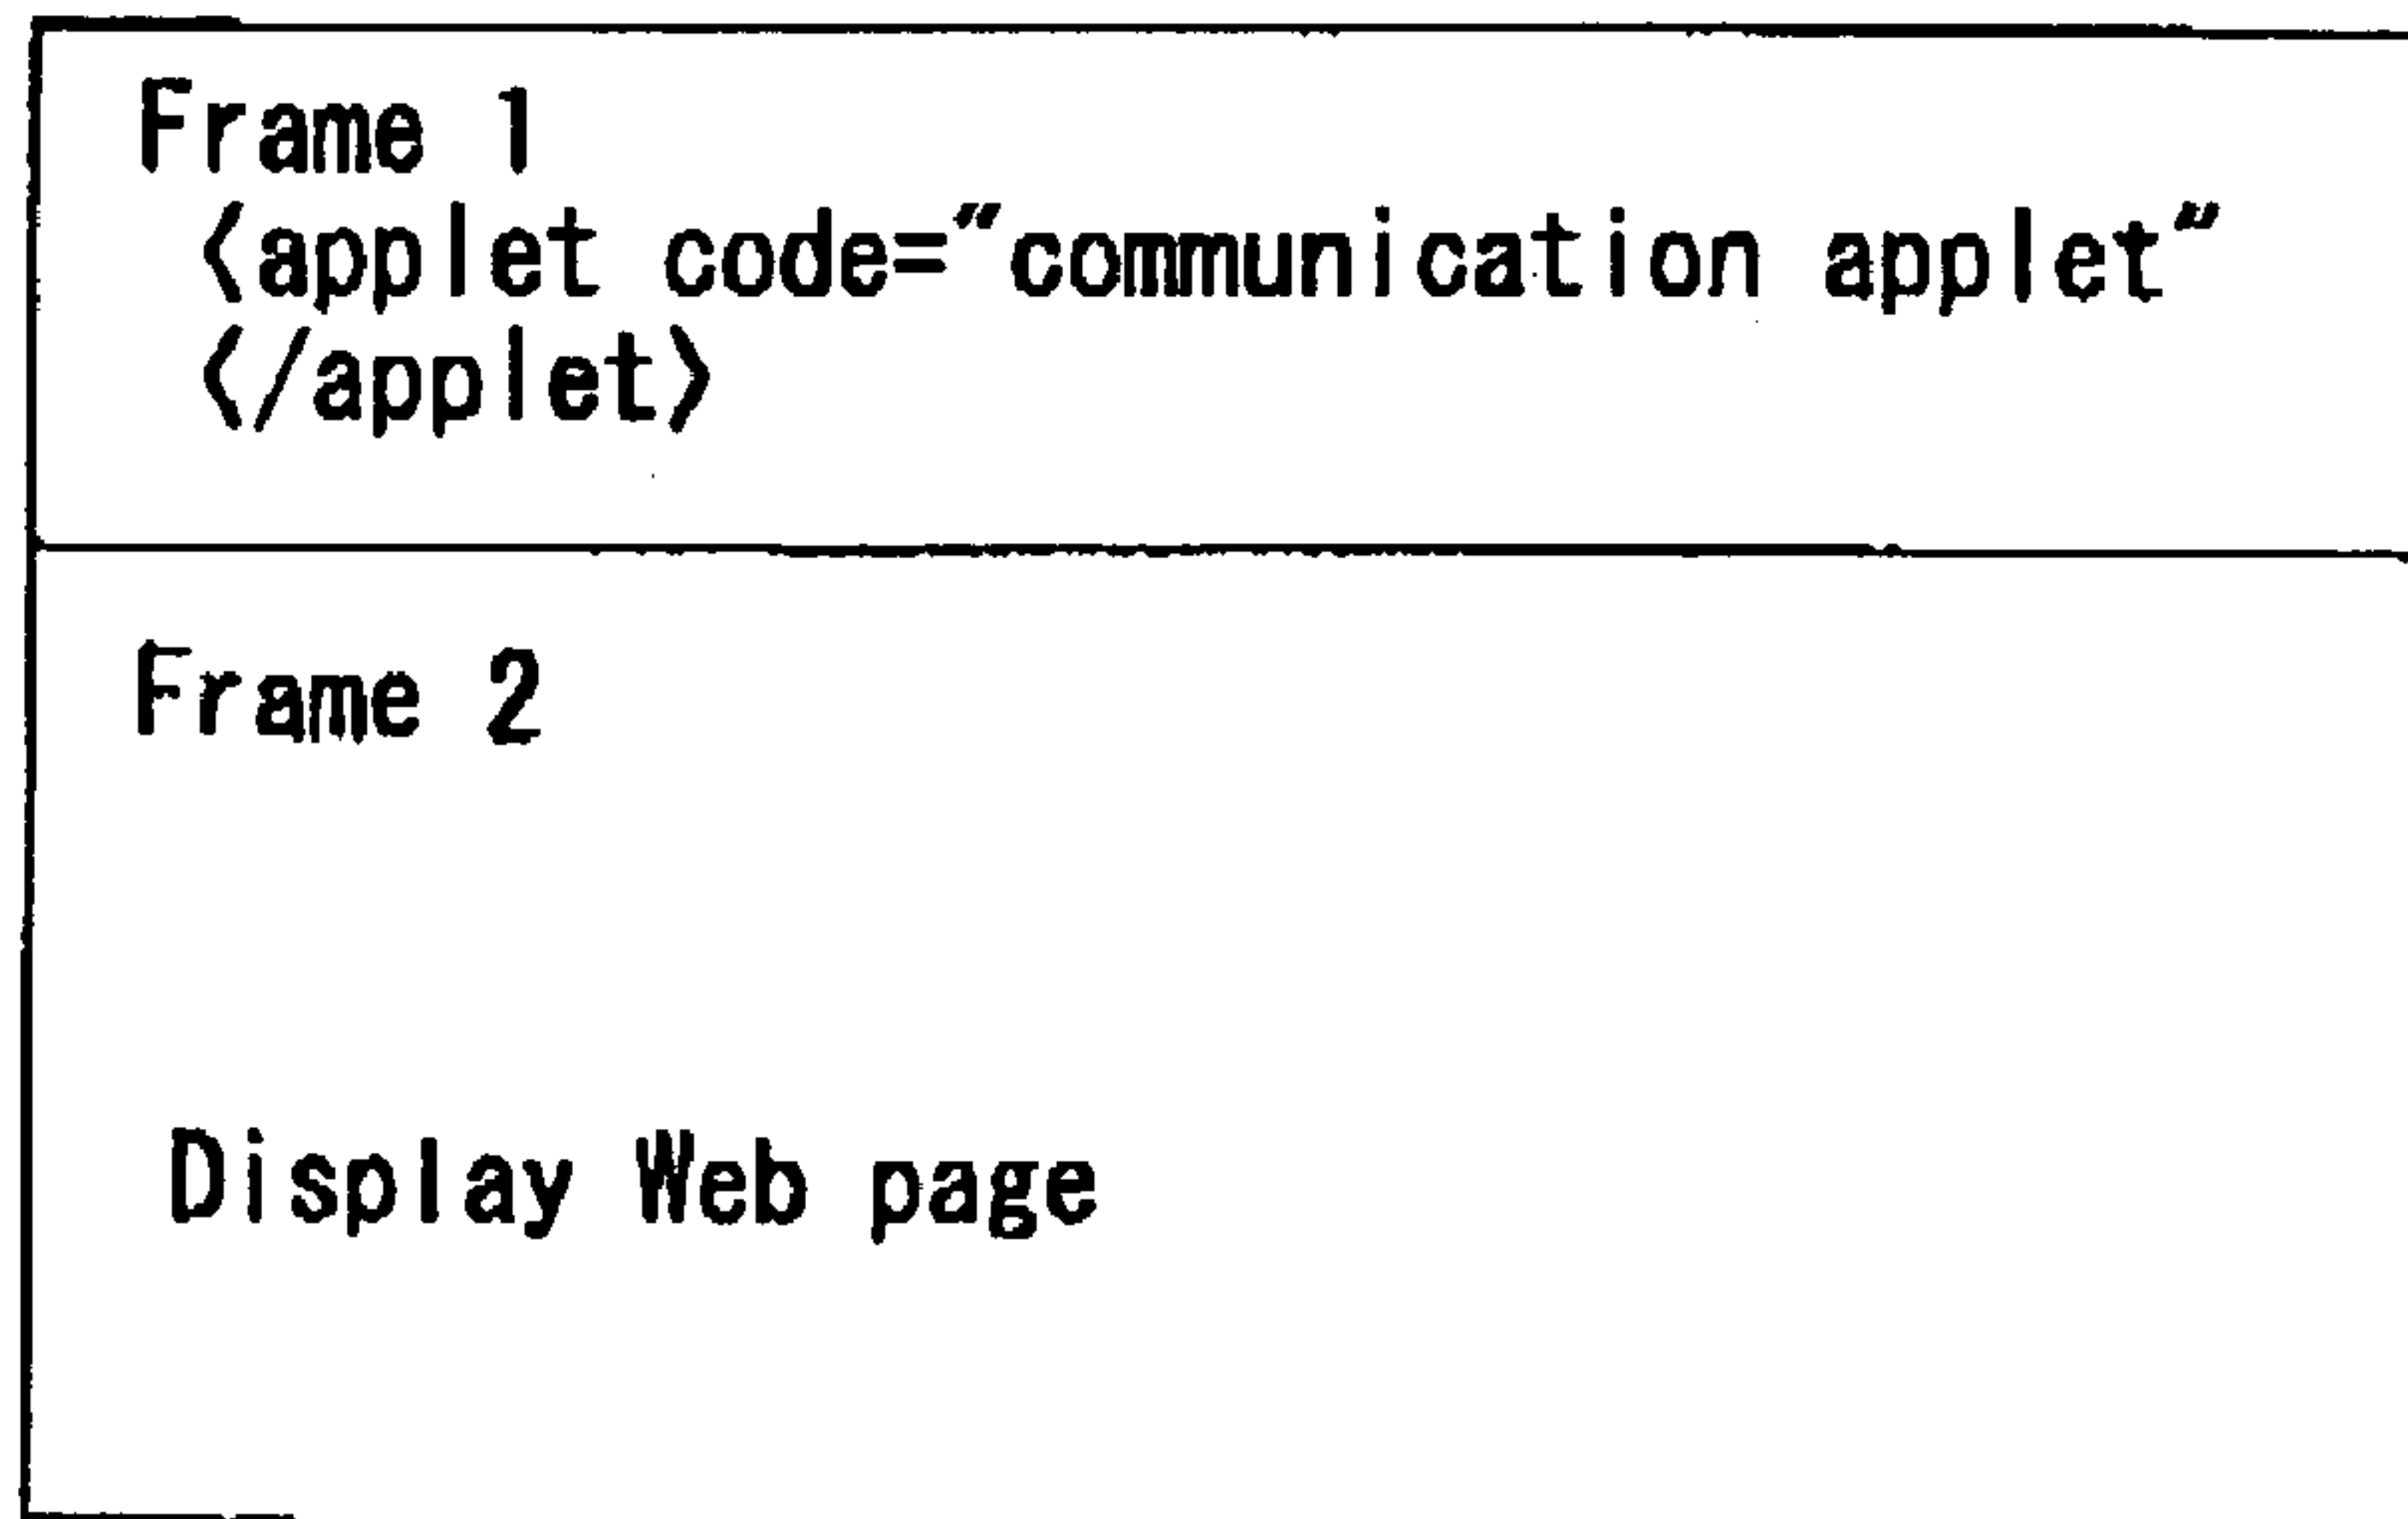 Frame 1
<applet code="communication applet"
</applet>
Frame 2
Display Web page